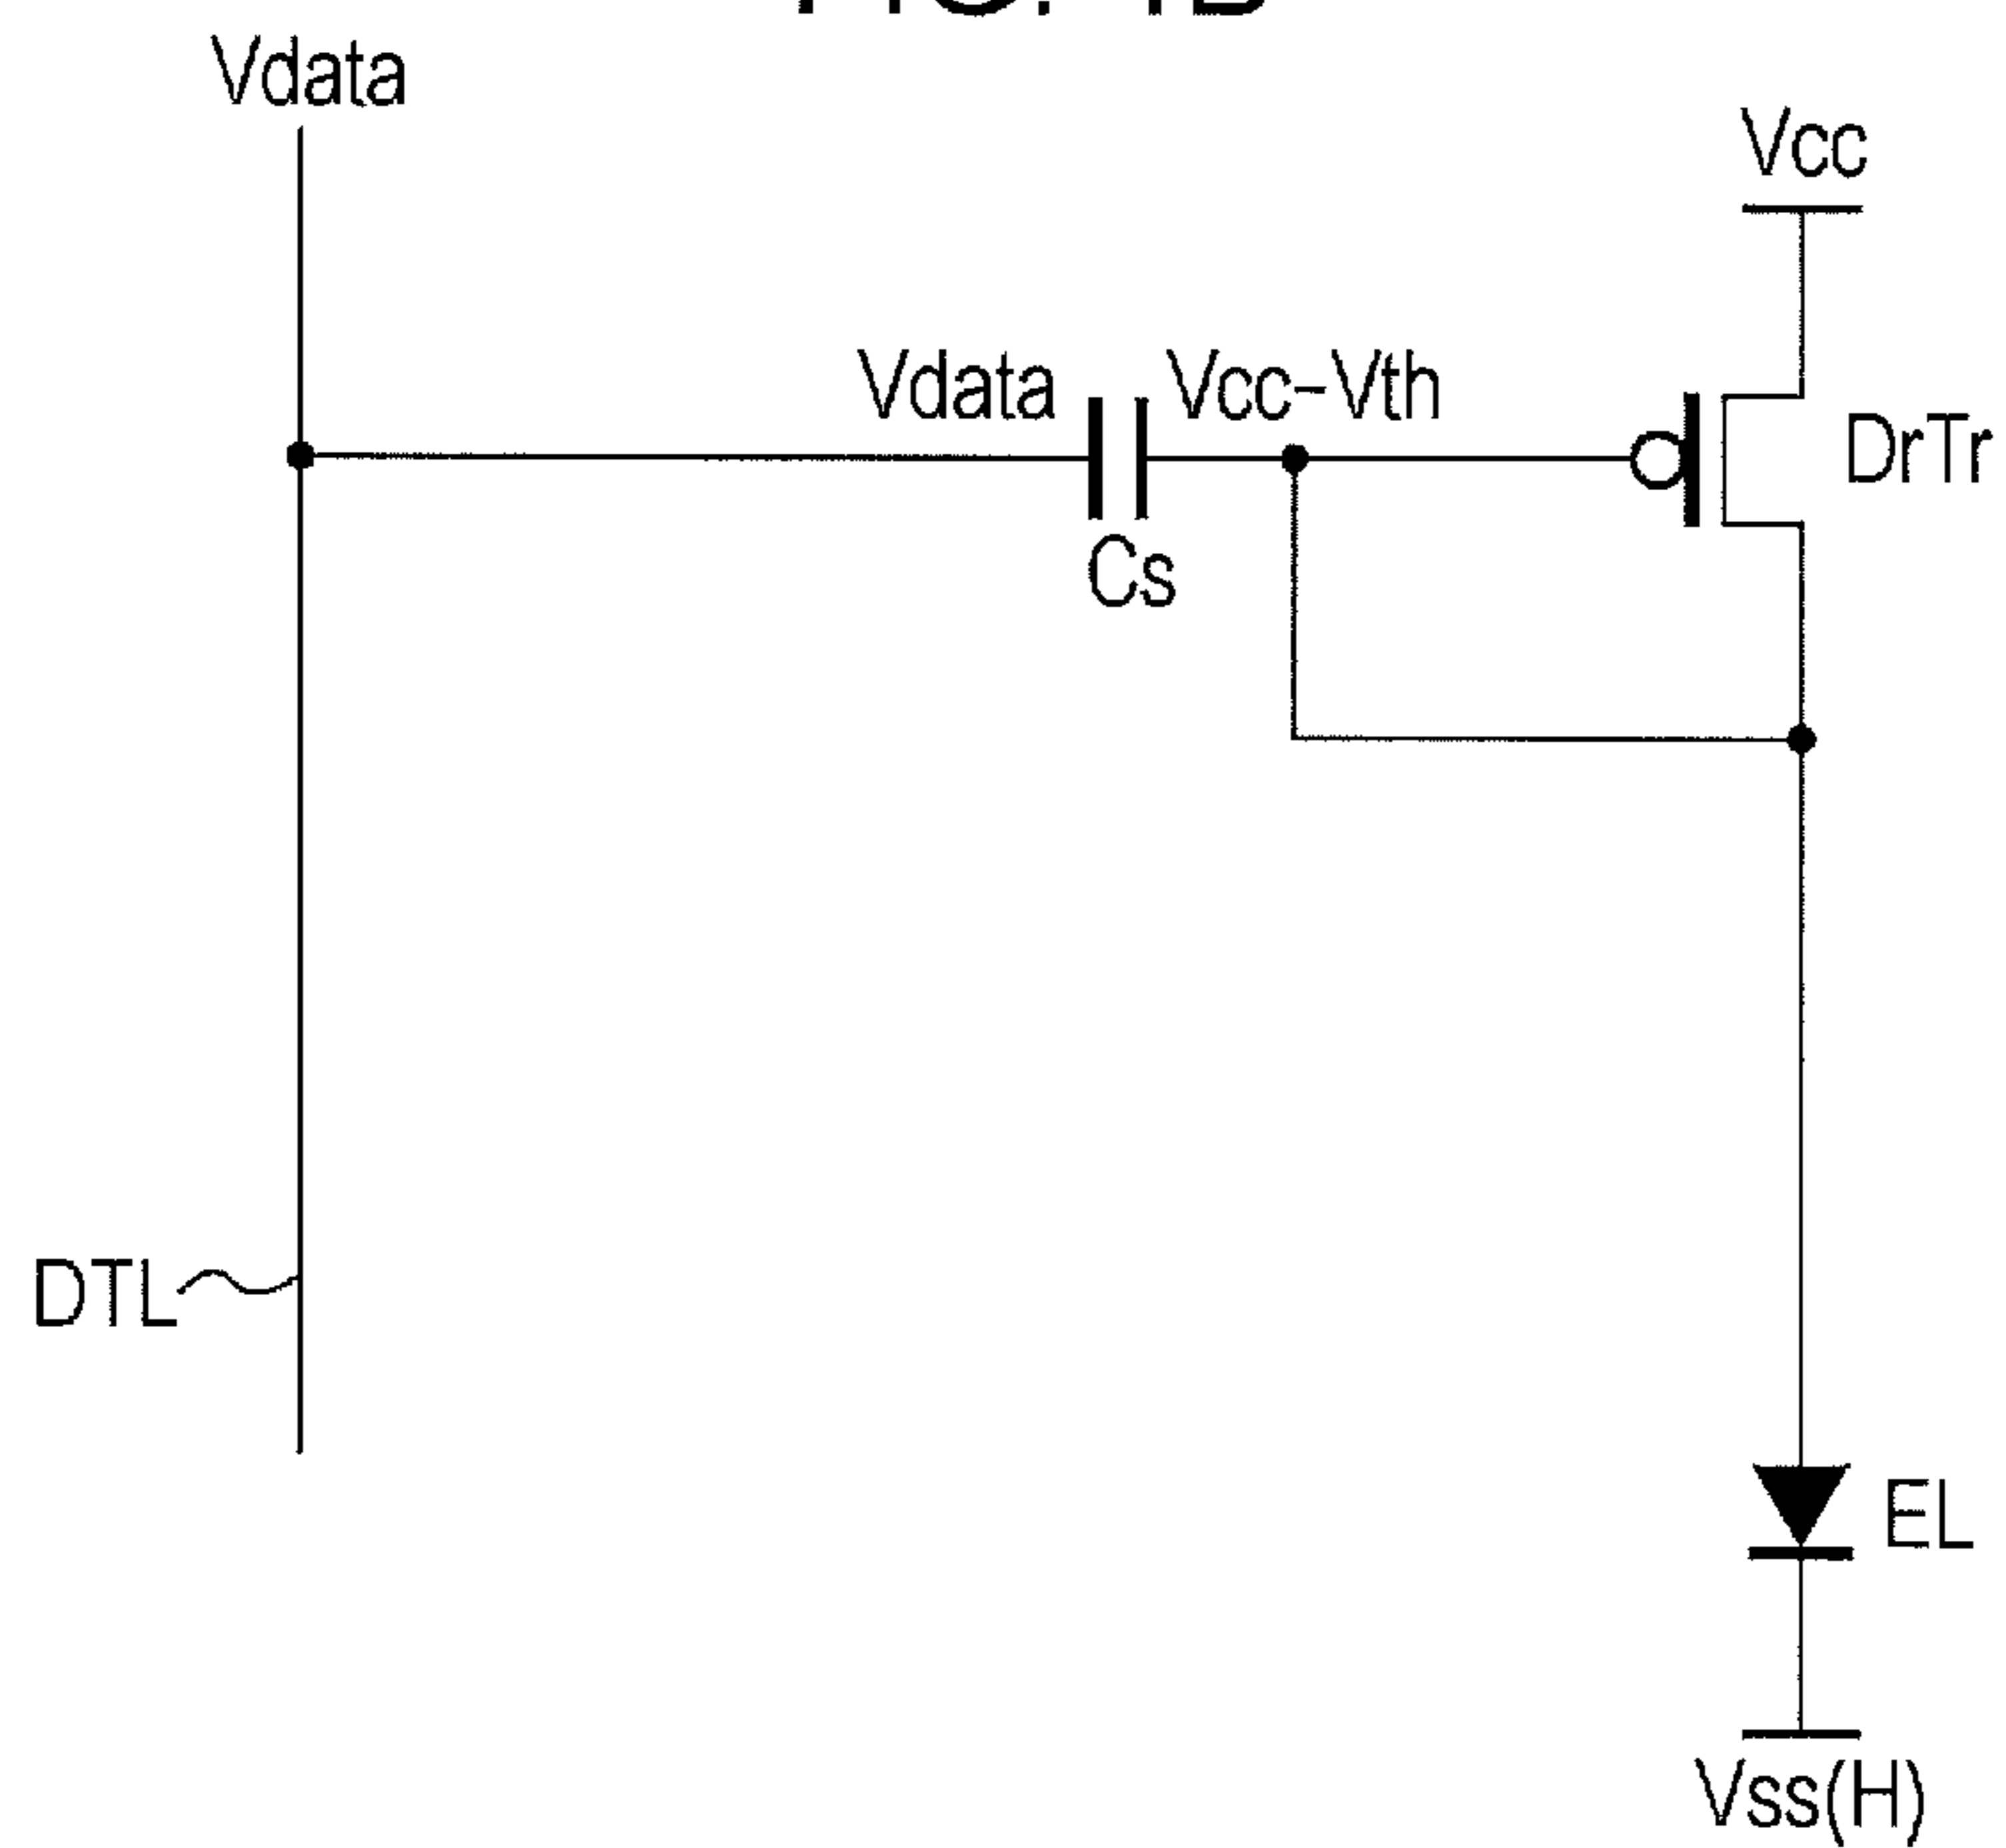 Vdata
Vcc
Vdata
Vcc-Vth
DrTr
Cs
DTL
EL
Vss(H)